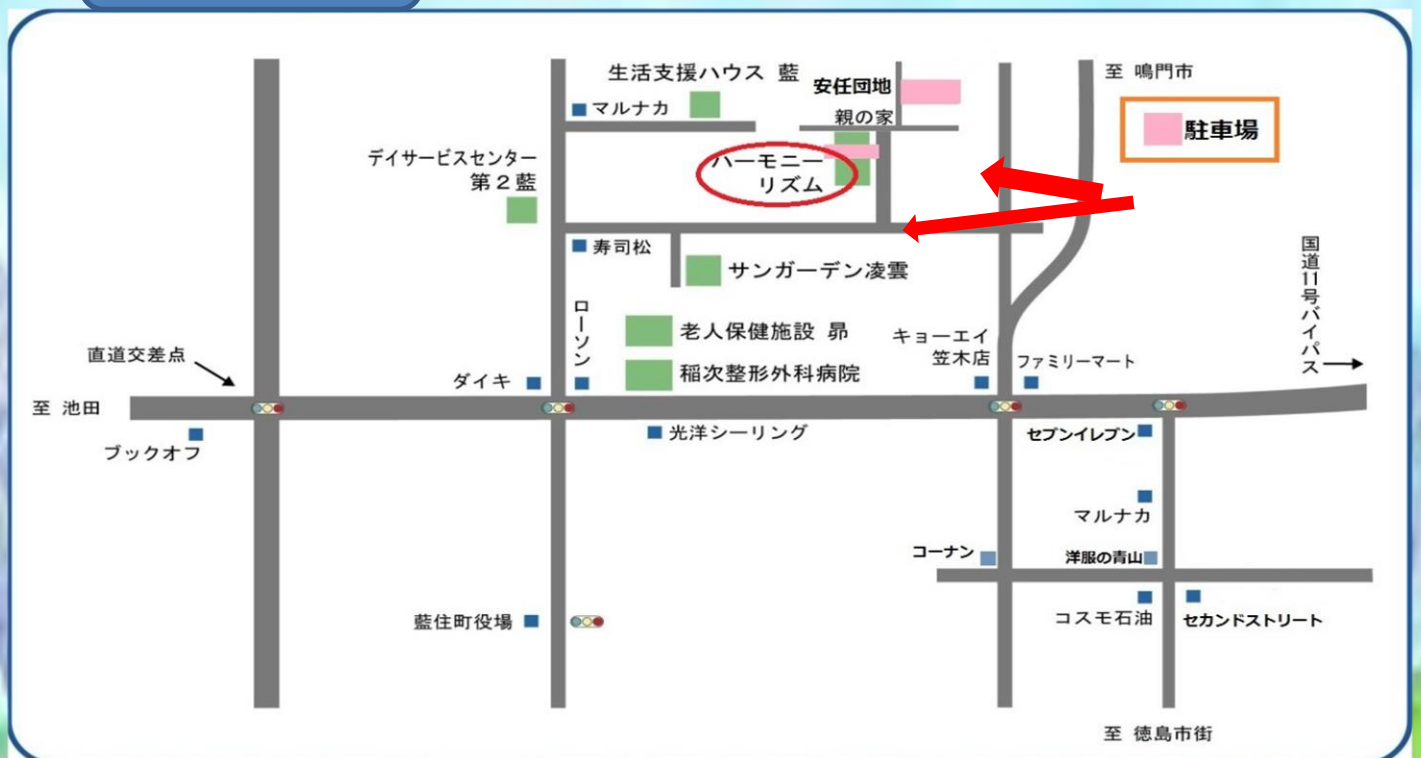 生活支援ハウス 藍
マルナカ
安任団地
親の家
至 鳴門市
駐車場
デイサービスセンター
第2藍
ハーモニー
リズム
寿司松
サンガーデン凌雲
国道11号バイパス
ローソン
老人保健施設 昴
稲次整形外科病院
キョーエイ
笠木店
ファミリーマート
直道交差点
ダイキ
至 池田
ブックオフ
光洋シーリング
セブンイレブン
マルナカ
コーナン
洋服の青山
藍住町役場
コスモ石油
セカンドストリート
至 徳島市街